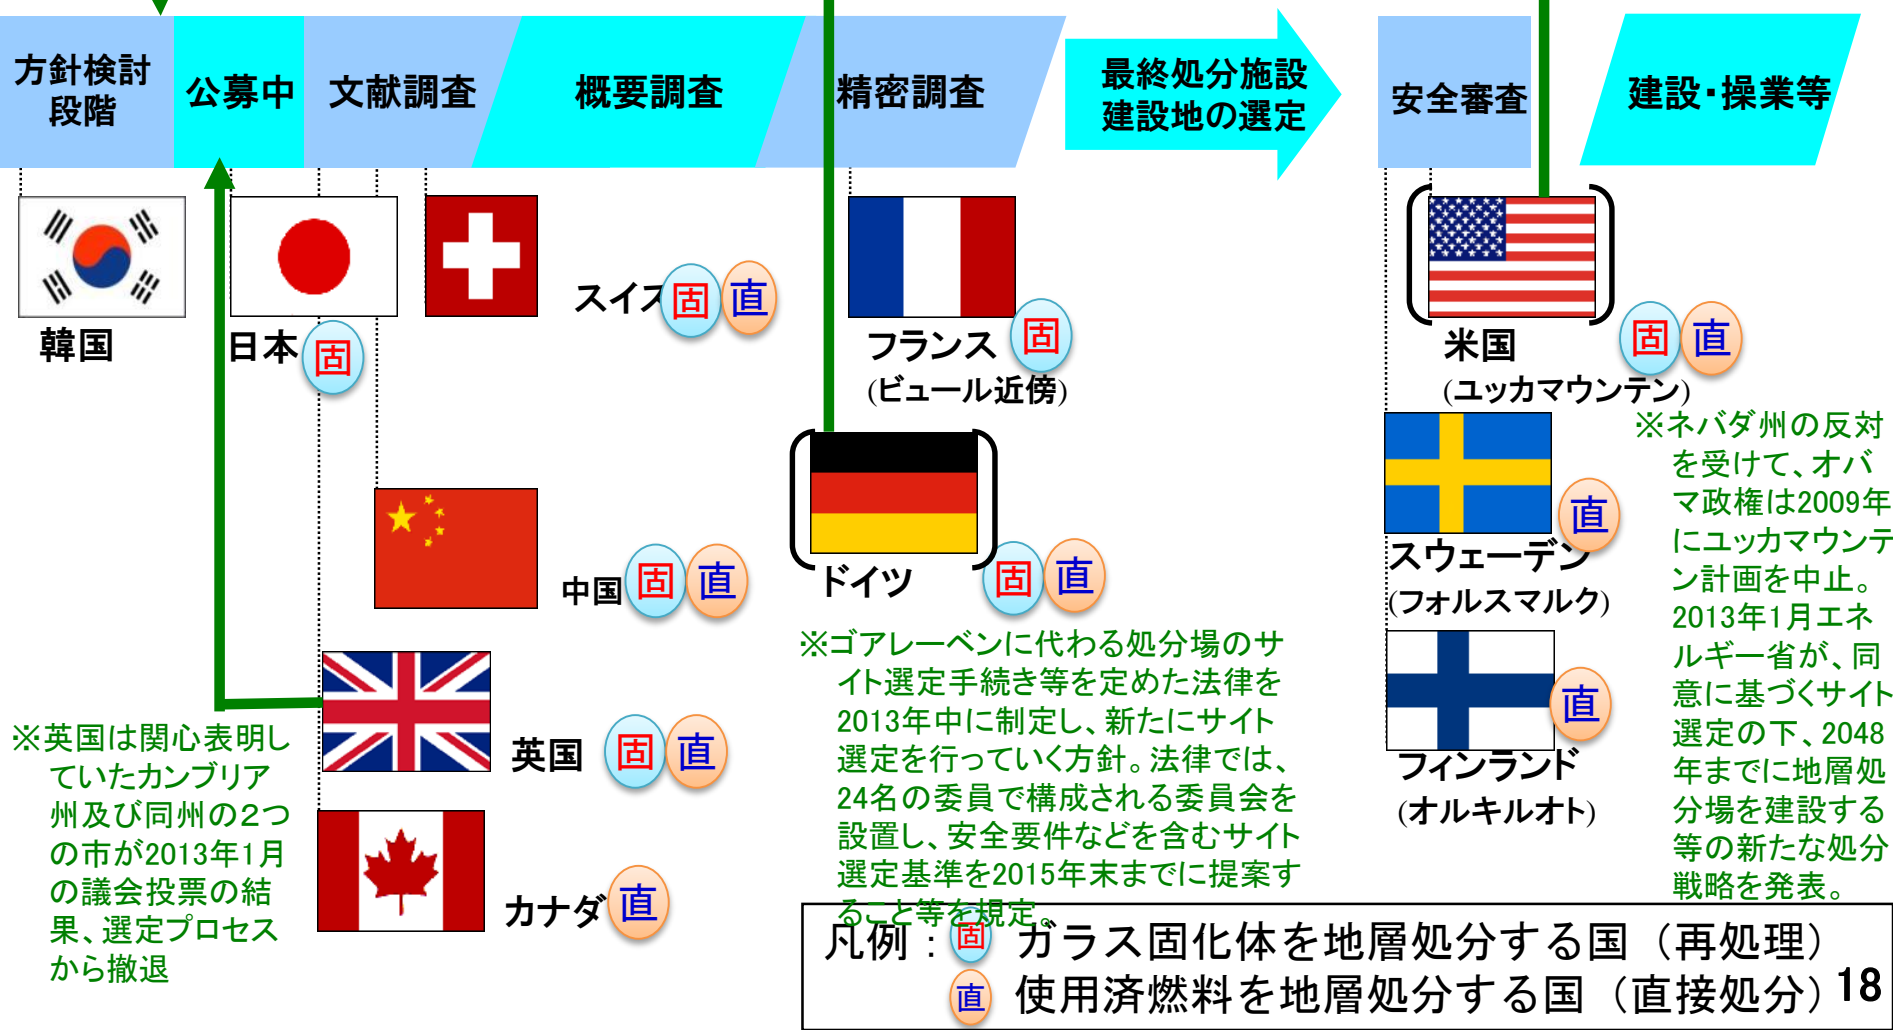 方針検討
段階
公募中
文献調査
概要調査
精密調査
最終処分施設
建設地の選定
安全審査
建設・操業等
韓国
日本
固
スイス
固
直
フランス
固
(ビュール近傍)
米国
固
直
(ユッカマウンテン)
中国
固
直
ドイツ
固
直
スウェーデン
直
(フォルスマルク)
英国
固
直
フィンランド
直
(オルキルオト)
カナダ
直
※英国は関心表明し
ていたカンブリア
州及び同州の２つ
の市が2013年1月
の議会投票の結
果、選定プロセス
から撤退
※ゴアレーベンに代わる処分場のサ
イト選定手続き等を定めた法律を
2013年中に制定し、新たにサイト
選定を行っていく方針。法律では、
24名の委員で構成される委員会を
設置し、安全要件などを含むサイト
選定基準を2015年末までに提案す
ること等を規定。
※ネバダ州の反対
を受けて、オバ
マ政権は2009年
にユッカマウンテ
ン計画を中止。
2013年1月エネ
ルギー省が、同
意に基づくサイト
選定の下、2048
年までに地層処
分場を建設する
等の新たな処分
戦略を発表。
凡例：固 ガラス固化体を地層処分する国（再処理）
直 使用済燃料を地層処分する国（直接処分）
18